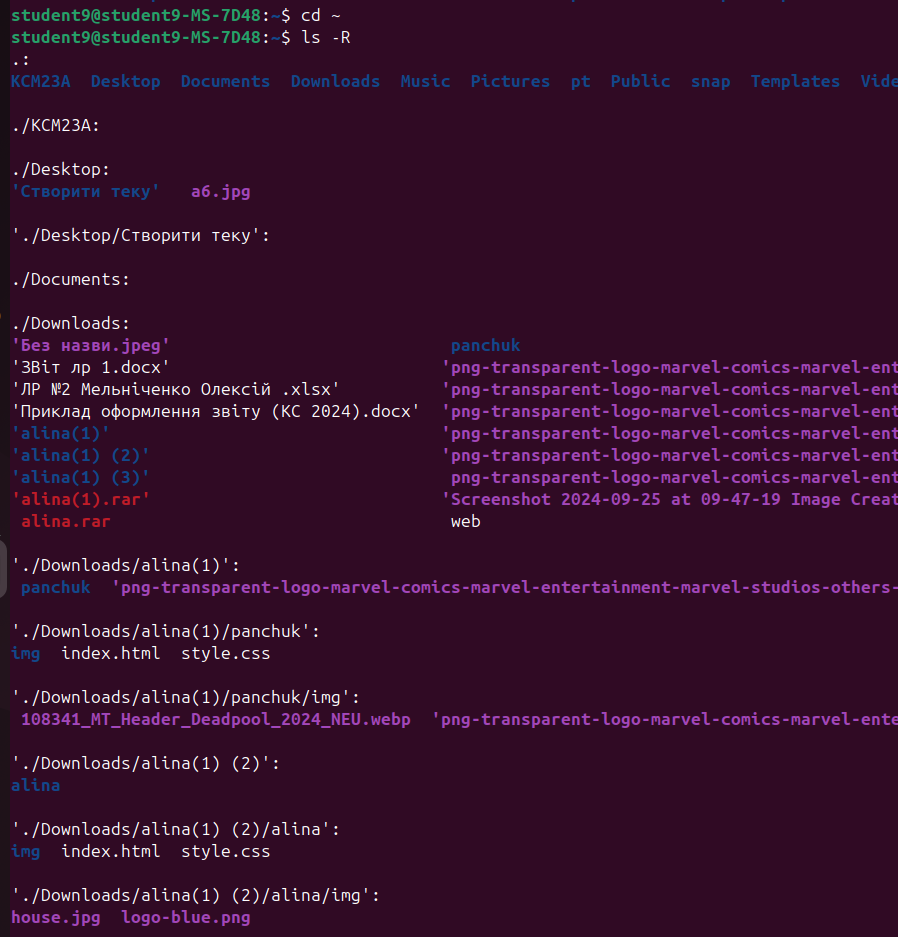 student9@student9-MS-7D48:~$ cd ~
student9@student9-MS-7D48:~$ ls -R
.:
KCM23A  Desktop  Documents  Downloads  Music  Pictures  pt  Public  snap  Templates  Vide
./KCM23A:
./Desktop:
'Створити теку'   a6.jpg
'./Desktop/Створити теку':
./Documents:
./Downloads:
'Без назви.jpeg'                            panchuk
'ЗВіт лр 1.docx'                           'png-transparent-logo-marvel-comics-marvel-ent
'ЛР №2 Мельніченко Олексій .xlsx'          'png-transparent-logo-marvel-comics-marvel-ent
'Приклад оформлення звіту (КС 2024).docx'  'png-transparent-logo-marvel-comics-marvel-ent
'alina(1)'                                 'png-transparent-logo-marvel-comics-marvel-ent
'alina(1) (2)'                             'png-transparent-logo-marvel-comics-marvel-ent
'alina(1) (3)'                              png-transparent-logo-marvel-comics-marvel-ent
'alina(1).rar'                             'Screenshot 2024-09-25 at 09-47-19 Image Creat
 alina.rar                                  web
'./Downloads/alina(1)':
 panchuk  'png-transparent-logo-marvel-comics-marvel-entertainment-marvel-studios-others-
'./Downloads/alina(1)/panchuk':
img  index.html  style.css
'./Downloads/alina(1)/panchuk/img':
 108341_MT_Header_Deadpool_2024_NEU.webp  'png-transparent-logo-marvel-comics-marvel-ente
'./Downloads/alina(1) (2)':
alina
'./Downloads/alina(1) (2)/alina':
img  index.html  style.css
'./Downloads/alina(1) (2)/alina/img':
house.jpg  logo-blue.png